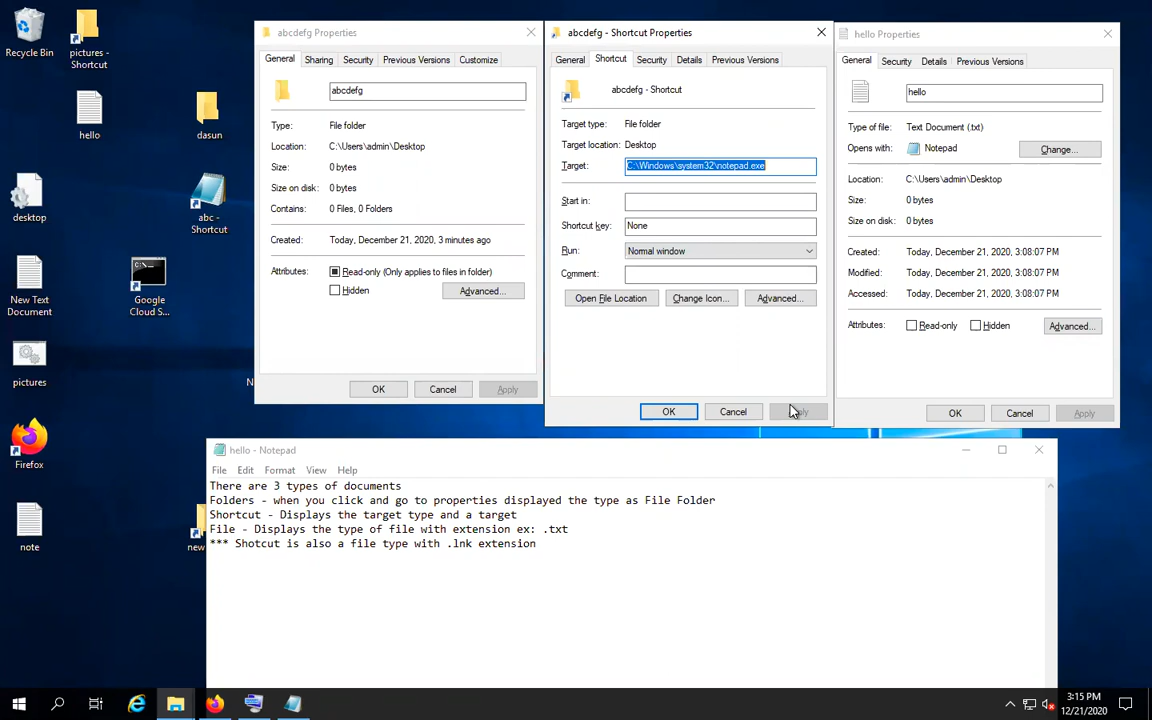 Recycle Bin
pictures -
Shortcut
hello
dasun
desktop
abc -
Shortcut
New Text
Document
Google
Cloud S...
pictures
Firefox
note
new
N
abcdefg Properties
General Sharing Security Previous Versions Customize
abcdefg
Type: File folder
Location: C:\Users\admin\Desktop
Size: 0 bytes
Size on disk: 0 bytes
Contains: 0 Files, 0 Folders
Created: Today, December 21, 2020, 3 minutes ago
Attributes: Read-only (Only applies to files in folder)
Hidden Advanced...
OK Cancel Apply
abcdefg - Shortcut Properties
General Shortcut Security Details Previous Versions
abcdefg - Shortcut
Target type: File folder
Target location: Desktop
Target: C:\Windows\system32\notepad.exe
Start in:
Shortcut key: None
Run: Normal window
Comment:
Open File Location Change Icon... Advanced...
OK Cancel
hello Properties
General Security Details Previous Versions
hello
Type of file: Text Document (.txt)
Opens with: Notepad Change...
Location: C:\Users\admin\Desktop
Size: 0 bytes
Size on disk: 0 bytes
Created: Today, December 21, 2020, 3:08:07 PM
Modified: Today, December 21, 2020, 3:08:07 PM
Accessed: Today, December 21, 2020, 3:08:07 PM
Attributes: Read-only Hidden Advanced...
OK Cancel Apply
hello - Notepad
File Edit Format View Help
There are 3 types of documents
Folders - when you click and go to properties displayed the type as File Folder
Shortcut - Displays the target type and a target
File - Displays the type of file with extension ex: .txt
*** Shotcut is also a file type with .lnk extension
3:15 PM
12/21/2020